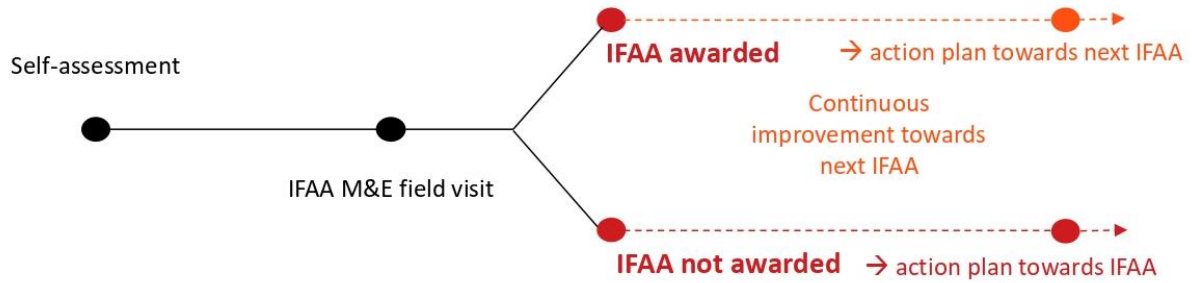 IFAA awarded
→ action plan towards next IFAA
Self-assessment
Continuous
improvement towards
next IFAA
IFAA M&E field visit
IFAA not awarded
→ action plan towards IFAA